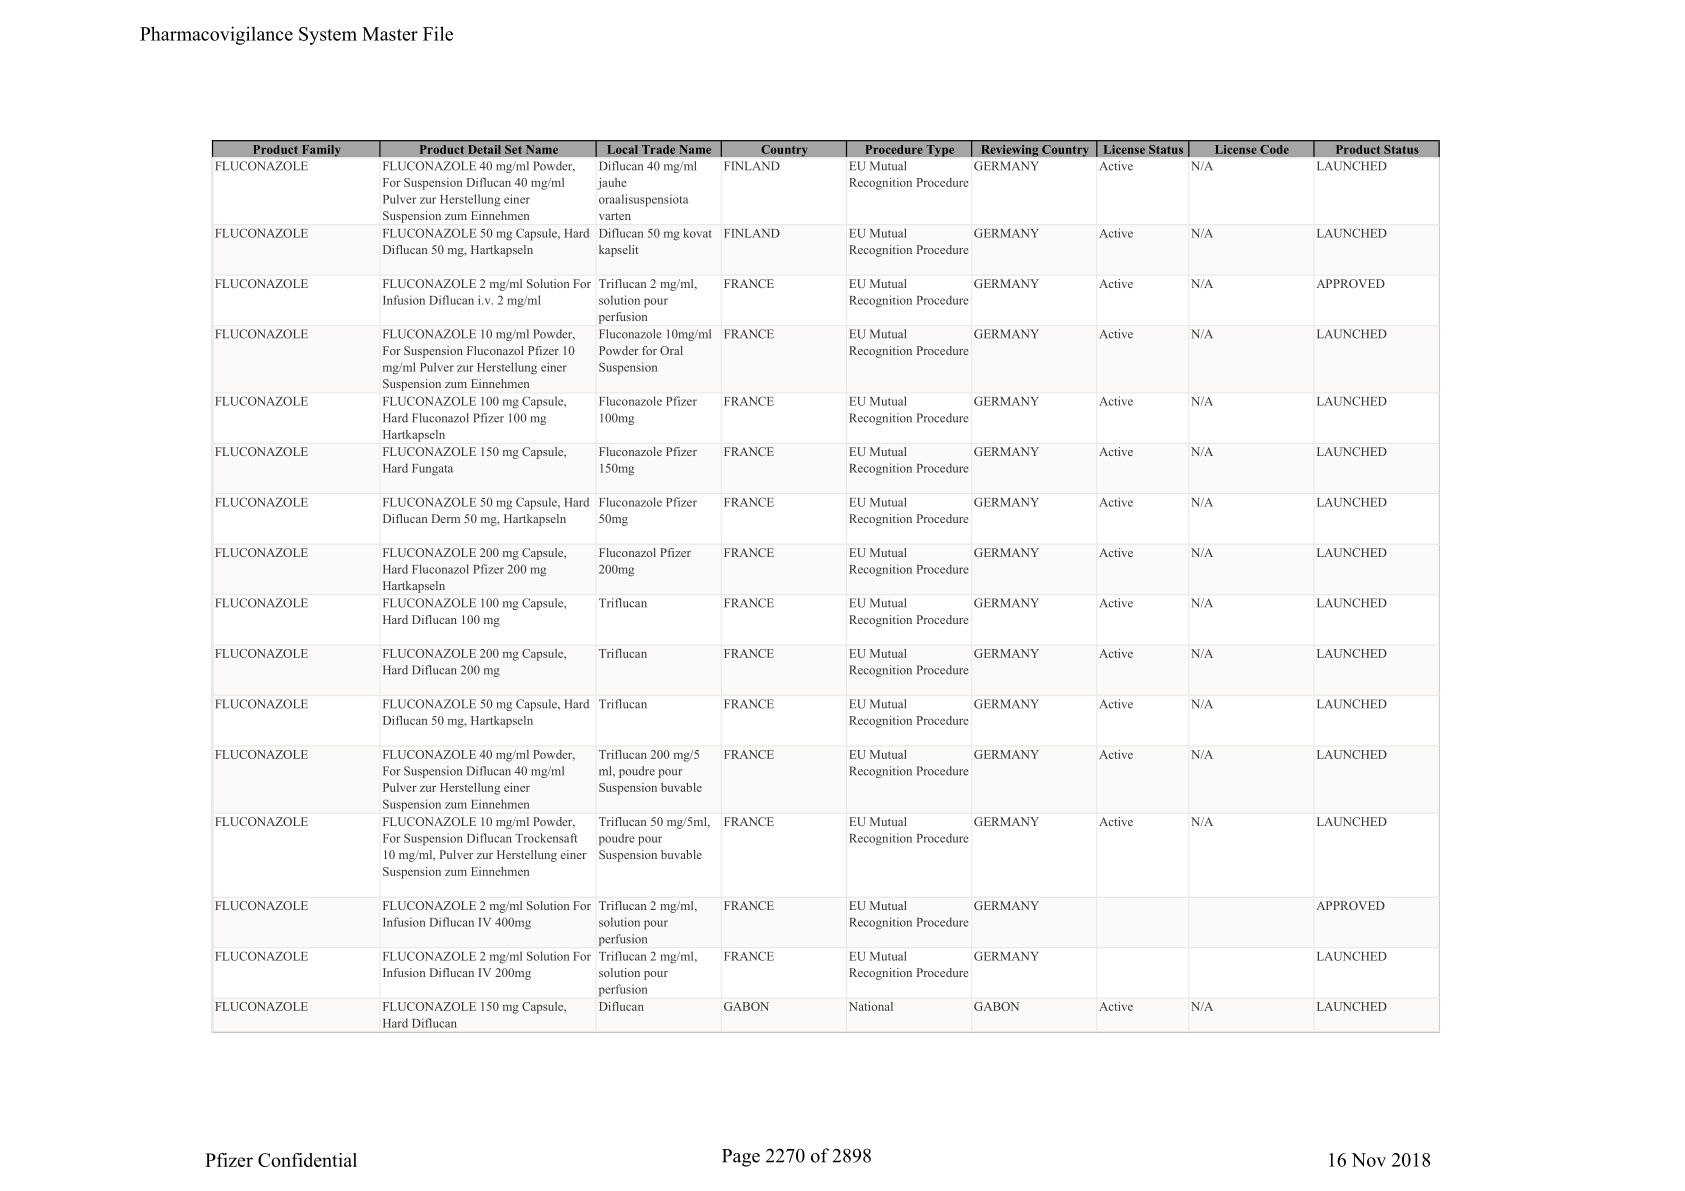 Pharmacovigilance System Master File
Product Family Product Detail Set Name Local Trade Name Country Procedure Type Reviewing Country License Status License Code Product Status
FLUCONAZOLE FLUCONAZOLE 40 mg/ml Powder, Diflucan 40 mg/ml FINLAND EU Mutual GERMANY Active N/A LAUNCHED
For Suspension Diflucan 40 mg/ml jauhe Recognition Procedure
Pulver zur Herstellung einer oraalisuspensiota
Suspension zum Einnehmen varten
FLUCONAZOLE FLUCONAZOLE 50 mg Capsule, Hard Diflucan 50 mg kovat FINLAND EU Mutual GERMANY Active N/A LAUNCHED
Diflucan 50 mg, Hartkapseln kapselit Recognition Procedure
FLUCONAZOLE FLUCONAZOLE 2 mg/ml Solution For Triflucan 2 mg/ml, FRANCE EU Mutual GERMANY Active N/A APPROVED
Infusion Diflucan i.v. 2 mg/ml solution pour Recognition Procedure
perfusion
FLUCONAZOLE FLUCONAZOLE 10 mg/ml Powder, Fluconazole 10mg/ml FRANCE EU Mutual GERMANY Active N/A LAUNCHED
For Suspension Fluconazol Pfizer 10 Powder for Oral Recognition Procedure
mg/ml Pulver zur Herstellung einer Suspension
Suspension zum Einnehmen
FLUCONAZOLE FLUCONAZOLE 100 mg Capsule, Fluconazole Pfizer FRANCE EU Mutual GERMANY Active N/A LAUNCHED
Hard Fluconazol Pfizer 100 mg 100mg Recognition Procedure
Hartkapseln
FLUCONAZOLE FLUCONAZOLE 150 mg Capsule, Fluconazole Pfizer FRANCE EU Mutual GERMANY Active N/A LAUNCHED
Hard Fungata 150mg Recognition Procedure
FLUCONAZOLE FLUCONAZOLE 50 mg Capsule, Hard Fluconazole Pfizer FRANCE EU Mutual GERMANY Active N/A LAUNCHED
Diflucan Derm 50 mg, Hartkapseln 50mg Recognition Procedure
FLUCONAZOLE FLUCONAZOLE 200 mg Capsule, Fluconazol Pfizer FRANCE EU Mutual GERMANY Active N/A LAUNCHED
Hard Fluconazol Pfizer 200 mg 200mg Recognition Procedure
Hartkapseln
FLUCONAZOLE FLUCONAZOLE 100 mg Capsule, Triflucan FRANCE EU Mutual GERMANY Active N/A LAUNCHED
Hard Diflucan 100 mg Recognition Procedure
FLUCONAZOLE FLUCONAZOLE 200 mg Capsule, Triflucan FRANCE EU Mutual GERMANY Active N/A LAUNCHED
Hard Diflucan 200 mg Recognition Procedure
FLUCONAZOLE FLUCONAZOLE 50 mg Capsule, Hard Triflucan FRANCE EU Mutual GERMANY Active N/A LAUNCHED
Diflucan 50 mg, Hartkapseln Recognition Procedure
FLUCONAZOLE FLUCONAZOLE 40 mg/ml Powder, Triflucan 200 mg/5 FRANCE EU Mutual GERMANY Active N/A LAUNCHED
For Suspension Diflucan 40 mg/ml ml, poudre pour Recognition Procedure
Pulver zur Herstellung einer Suspension buvable
Suspension zum Einnehmen
FLUCONAZOLE FLUCONAZOLE 10 mg/ml Powder, Triflucan 50 mg/5ml, FRANCE EU Mutual GERMANY Active N/A LAUNCHED
For Suspension Diflucan Trockensaft poudre pour Recognition Procedure
10 mg/ml, Pulver zur Herstellung einer Suspension buvable
Suspension zum Einnehmen
FLUCONAZOLE FLUCONAZOLE 2 mg/ml Solution For Triflucan 2 mg/ml, FRANCE EU Mutual GERMANY APPROVED
Infusion Diflucan IV 400mg solution pour Recognition Procedure
perfusion
FLUCONAZOLE FLUCONAZOLE 2 mg/ml Solution For Triflucan 2 mg/ml, FRANCE EU Mutual GERMANY LAUNCHED
Infusion Diflucan IV 200mg solution pour Recognition Procedure
perfusion
FLUCONAZOLE FLUCONAZOLE 150 mg Capsule, Diflucan GABON National GABON Active N/A LAUNCHED
Hard Diflucan
Pfizer Confidential Page 2270 of 2898 16 Nov 2018